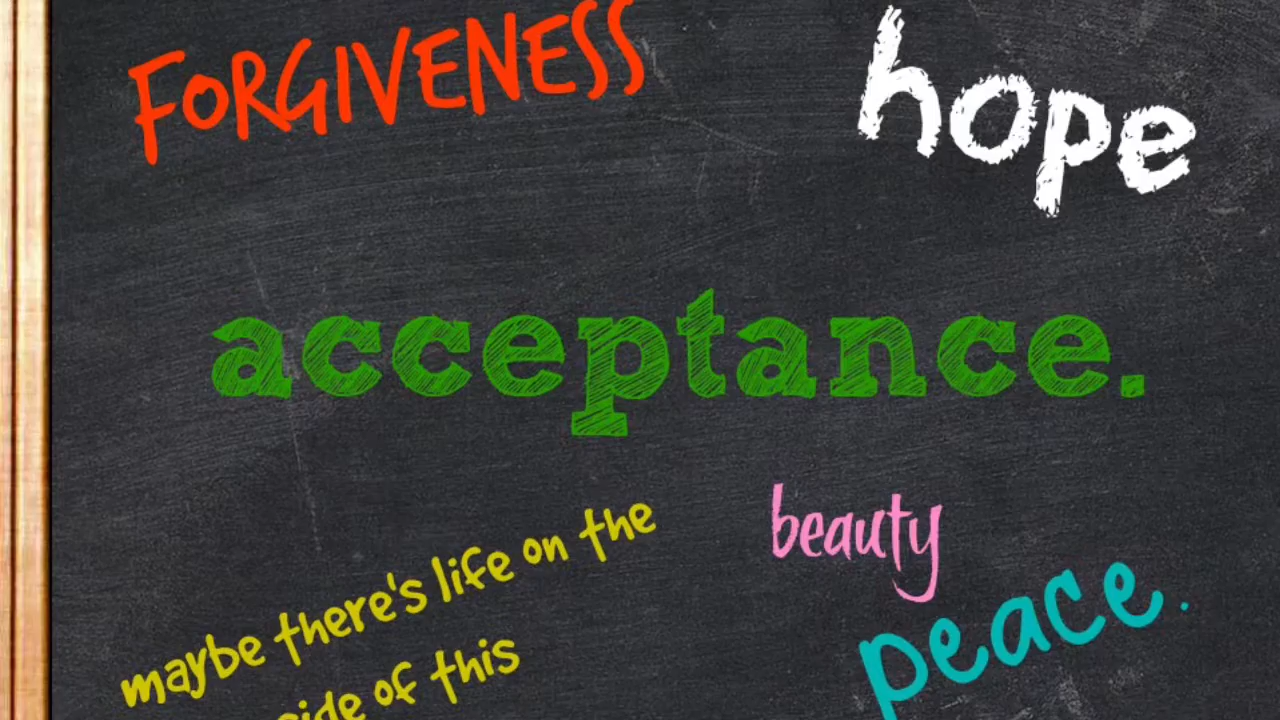 FORGIVENESS
hope
acceptance.
maybe there's life on the
side of this
beauty
peace.